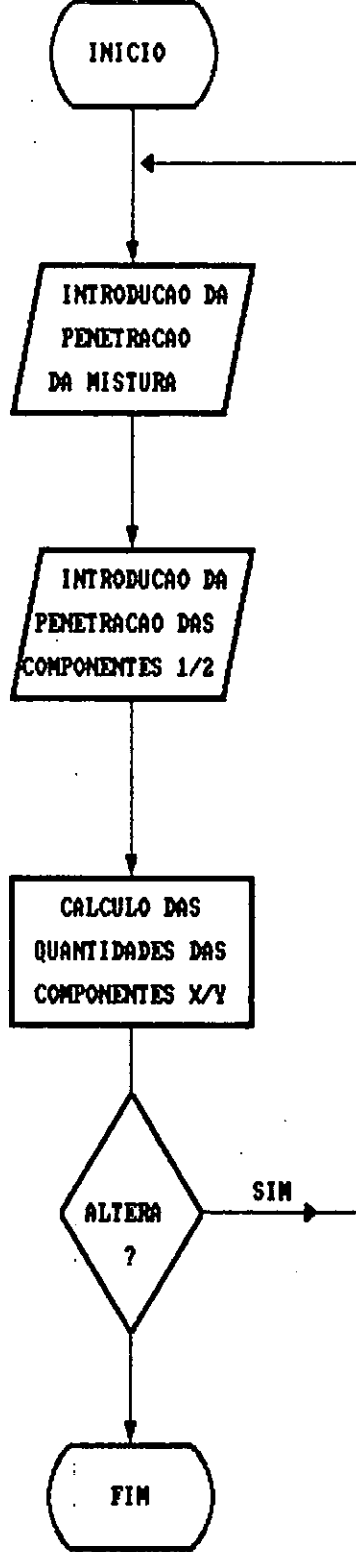 INICIO
INTRODUCAO DA
PENETRACAO
DA MISTURA
INTRODUCAO DA
PENETRACAO DAS
COMPONENTES 1/2
CALCULO DAS
QUANTIDADES DAS
COMPONENTES X/Y
ALTERA
?
SIM
FIM